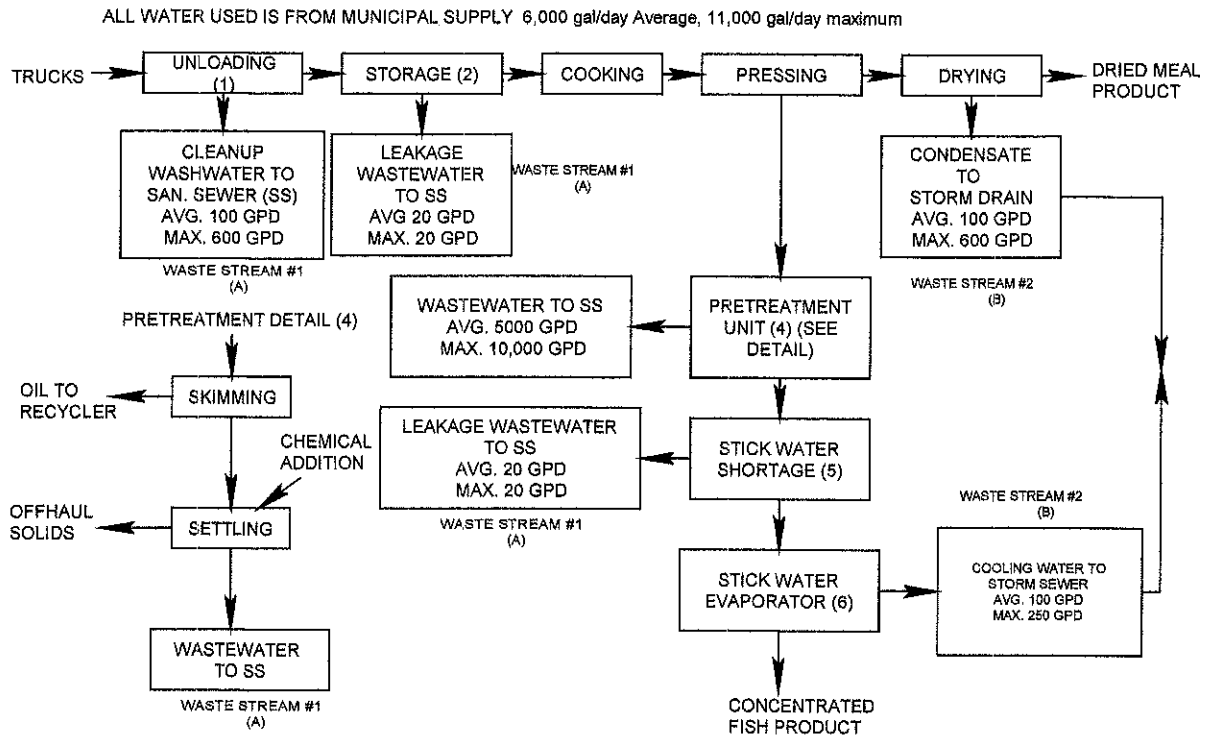 ALL WATER USED IS FROM MUNICIPAL SUPPLY 6,000 gal/day Average, 11,000 gal/day maximum
TRUCKS
UNLOADING
(1)
STORAGE (2)
COOKING
PRESSING
DRYING
DRIED MEAL
PRODUCT
CLEANUP
WASHWATER TO
SAN. SEWER (SS)
AVG. 100 GPD
MAX. 600 GPD
WASTE STREAM #1
(A)
LEAKAGE
WASTEWATER
TO SS
AVG 20 GPD
MAX. 20 GPD
WASTE STREAM #1
(A)
CONDENSATE
TO
STORM DRAIN
AVG. 100 GPD
MAX. 600 GPD
WASTE STREAM #2
(B)
PRETREATMENT DETAIL (4)
OIL TO
RECYCLER
SKIMMING
CHEMICAL
ADDITION
OFFHAUL
SOLIDS
SETTLING
WASTEWATER
TO SS
WASTE STREAM #1
(A)
WASTEWATER TO SS
AVG. 5000 GPD
MAX. 10,000 GPD
PRETREATMENT
UNIT (4) (SEE
DETAIL)
LEAKAGE WASTEWATER
TO SS
AVG. 20 GPD
MAX. 20 GPD
WASTE STREAM #1
(A)
STICK WATER
SHORTAGE (5)
STICK WATER
EVAPORATOR (6)
WASTE STREAM #2
(B)
COOLING WATER TO
STORM SEWER
AVG. 100 GPD
MAX. 250 GPD
CONCENTRATED
FISH PRODUCT